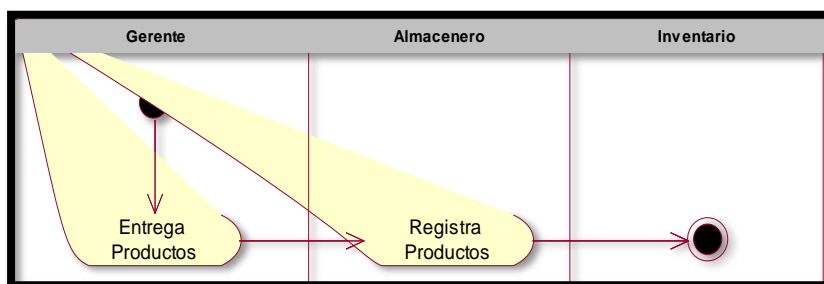 Gerente
Almacenero
Inventario
Entrega
Productos
Registra
Productos